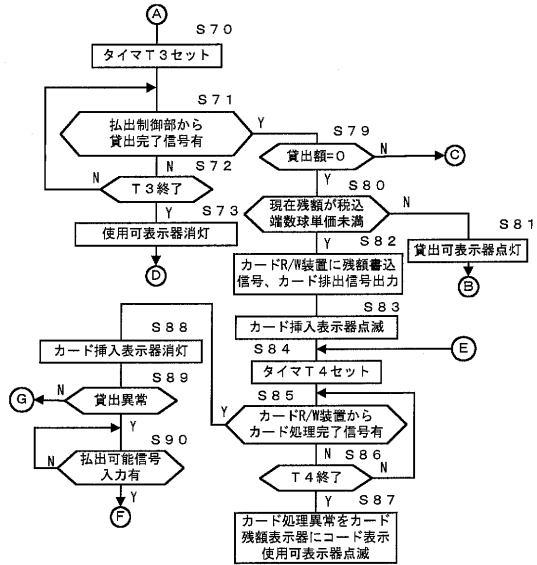 A
S70
タイマT3セット
S71
払出制御部から
貸出完了信号有
Y
N
S72
T3終了
N
Y
S73
使用可表示器消灯
D
S79
貸出額=0
N
C
Y
S80
現在残額が税込
端数球単価未満
N
S81
貸出可表示器点灯
B
Y
S82
カードR/W装置に残額書込
信号、カード排出信号出力
S83
カード挿入表示器点滅
E
S84
タイマT4セット
S85
カードR/W装置から
カード処理完了信号有
Y
N
S86
T4終了
N
Y
S87
カード処理異常をカード
残額表示器にコード表示
使用可表示器点滅
S88
カード挿入表示器消灯
S89
貸出異常
N
G
Y
S90
払出可能信号
入力有
N
Y
F